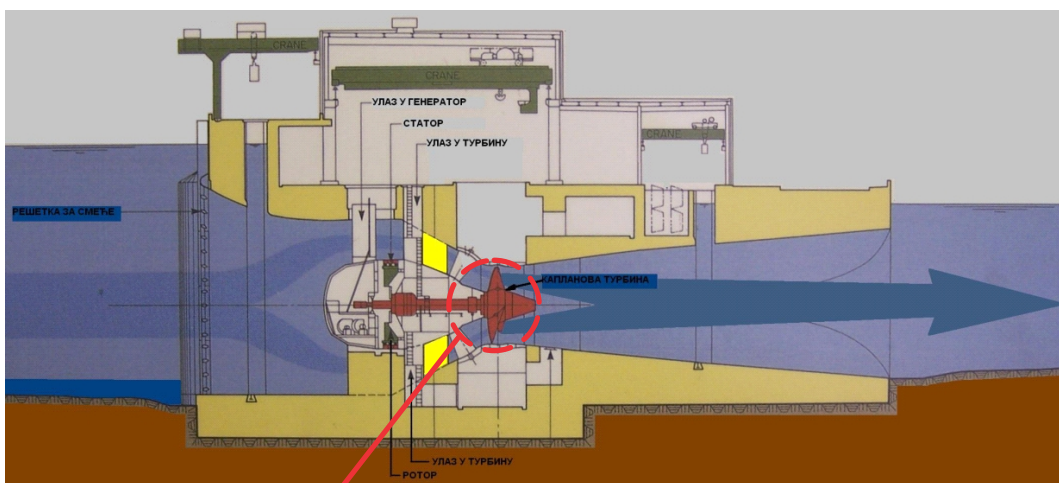 CRANE
CRANE
УЛАЗ У ГЕНЕРАТОР
СТАТОР
CRANE
УЛАЗ У ТУРБИНУ
РЕШЕТКА ЗА СМЕЋЕ
КАПЛАНОВА ТУРБИНА
УЛАЗ У ТУРБИНУ
РОТОР